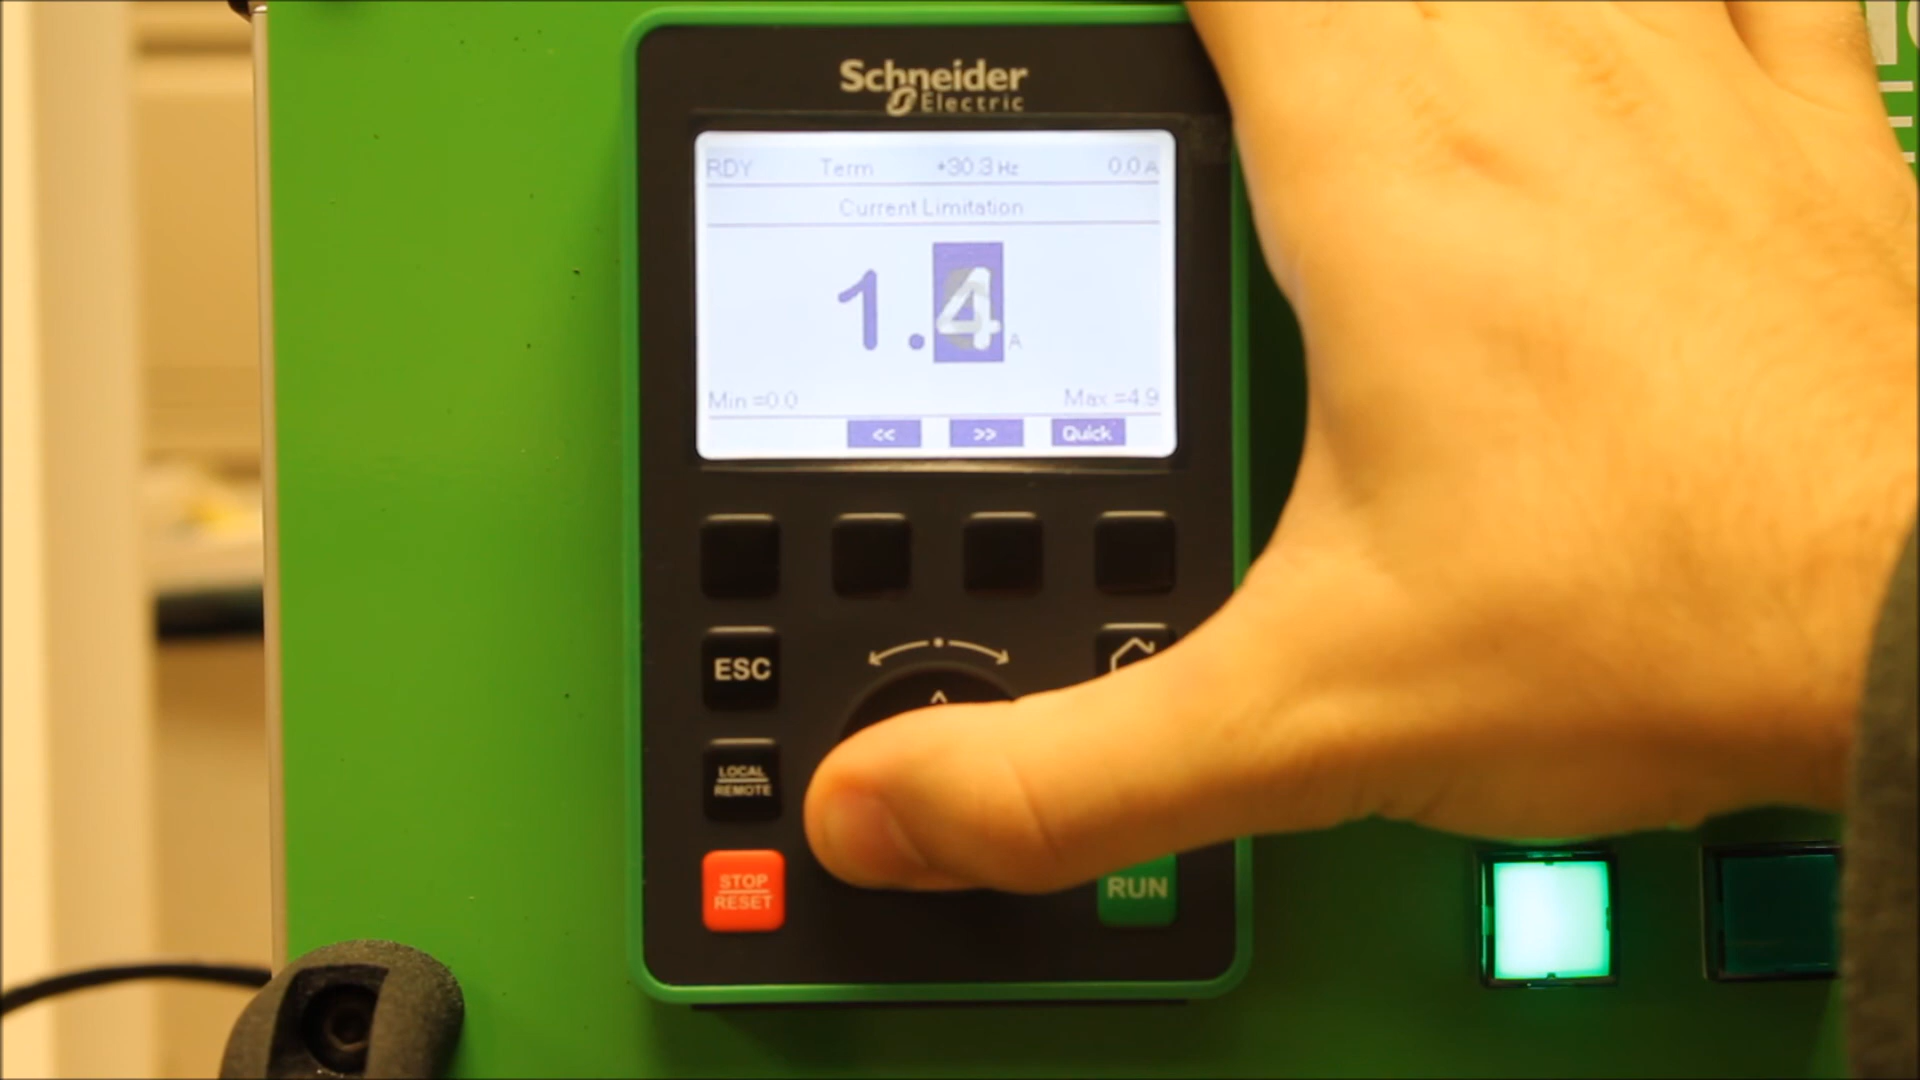 Schneider
Electric
RDY Term +30.3 Hz 0.0 A
Current Limitation
1.4 A
Min =0.0 Max =4.9
<< >> Quick
ESC
LOCAL
REMOTE
STOP
RESET
RUN